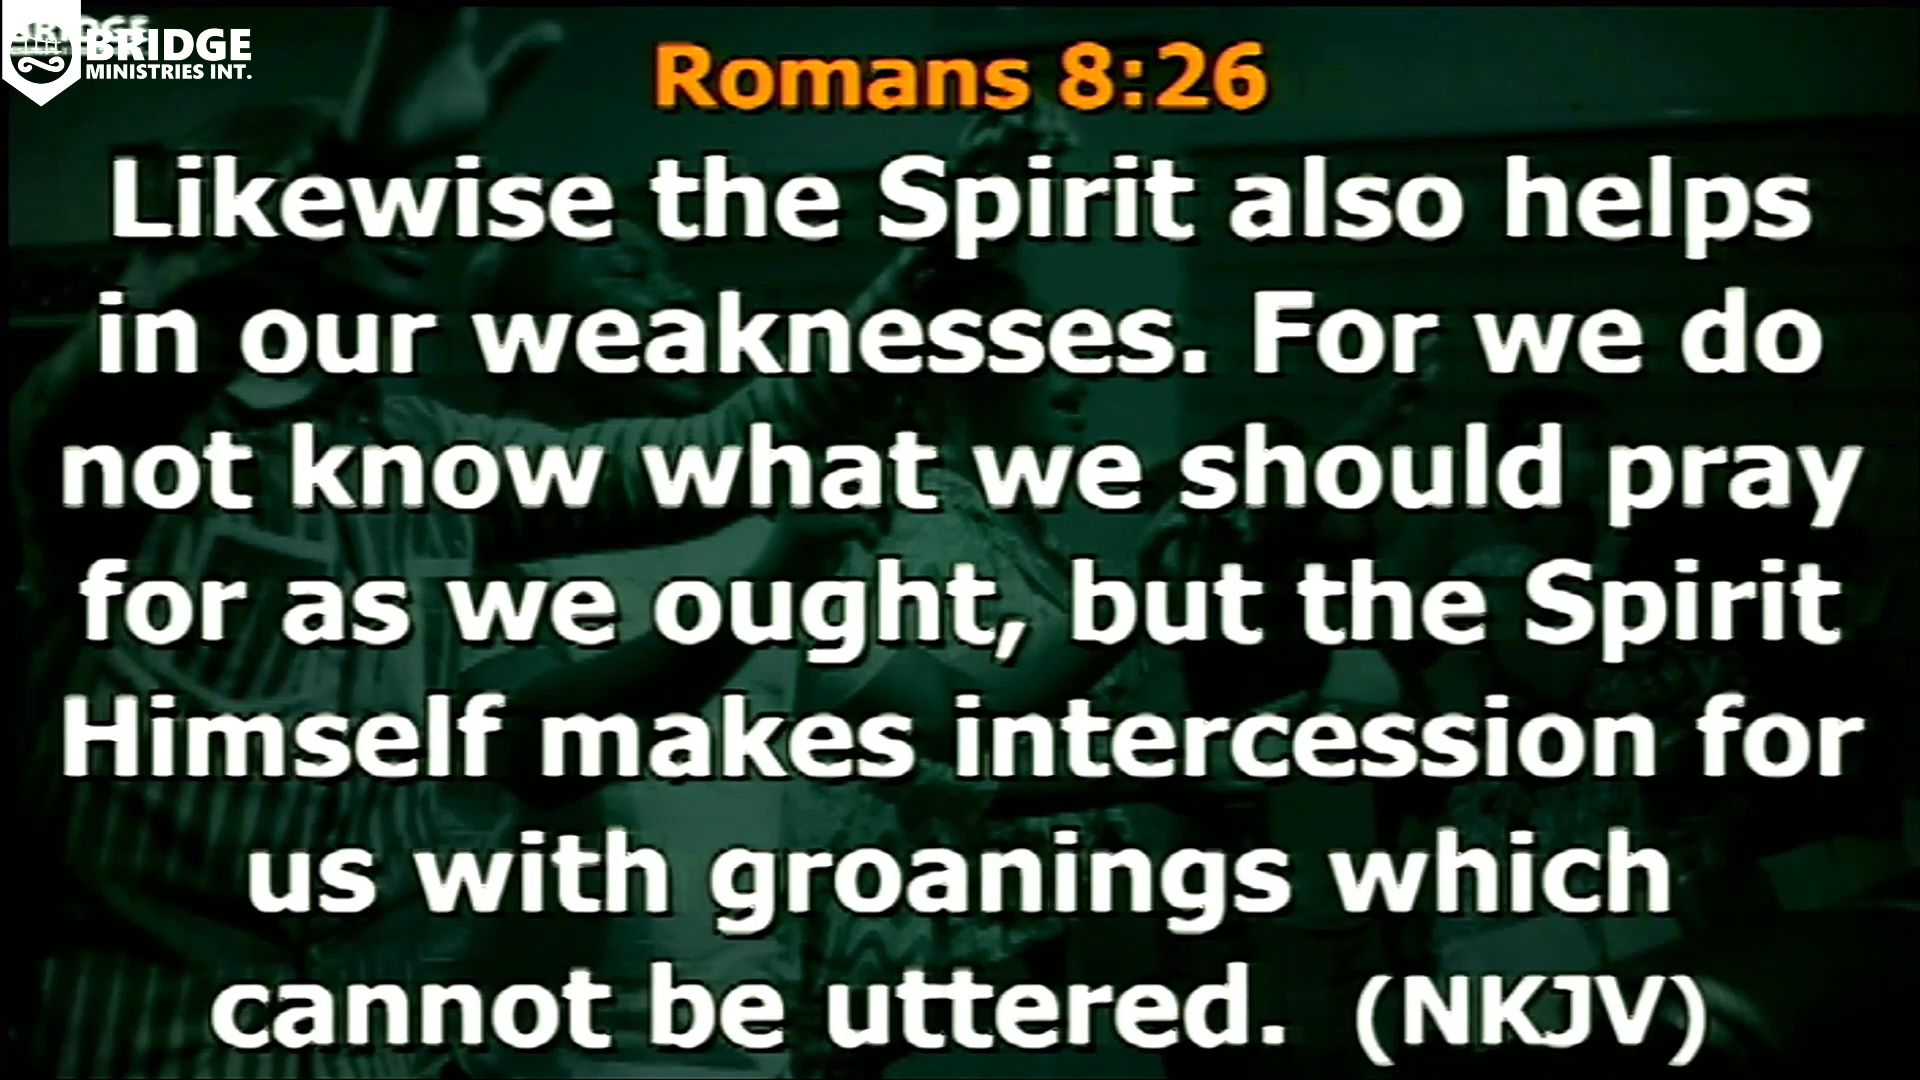 BRIDGE
BRIDGE
MINISTRIES INT.
Romans 8:26
Likewise the Spirit also helps
in our weaknesses. For we do
not know what we should pray
for as we ought, but the Spirit
Himself makes intercession for
us with groanings which
cannot be uttered. (NKJV)